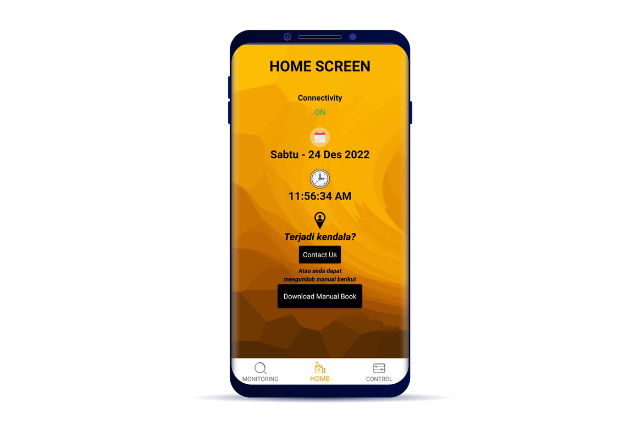 HOME SCREEN
Connectivity
ON
Sabtu - 24 Des 2022
11:56:34 AM
Terjadi kendala?
Contact Us
Atau anda dapat
mengunduh manual berikut
Download Manual Book
MONITORING HOME CONTROL